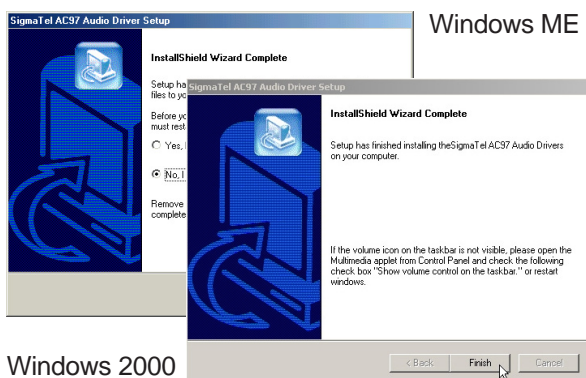 Windows ME
SigmaTel AC97 Audio Driver Setup
InstallShield Wizard Complete
Setup ha
files to yo
Before yo
must rest
Yes, I
No, I
Remove
complete
SigmaTel AC97 Audio Driver Setup
InstallShield Wizard Complete
Setup has finished installing theSigmaTel AC97 Audio Drivers
on your computer.
If the volume icon on the taskbar is not visible, please open the
Multimedia applet from Control Panel and check the following
check box "Show volume control on the taskbar." or restart
windows.
< Back Finish Cancel
Windows 2000